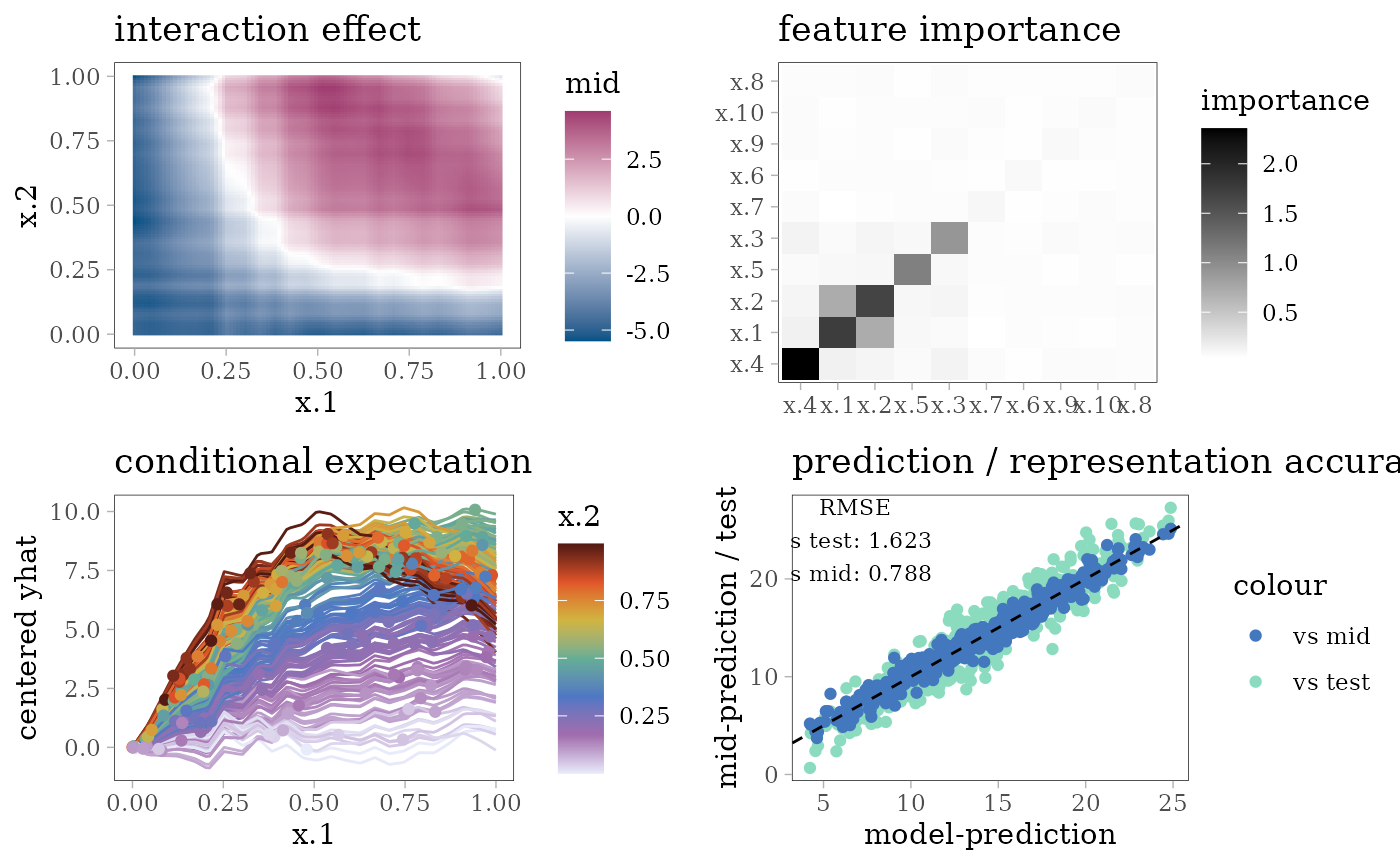 interaction effect
x.2
1.00
0.75
0.50
0.25
0.00
0.00 0.25 0.50 0.75 1.00
x.1
mid
2.5
0.0
-2.5
-5.0
feature importance
x.8
x.10
x.9
x.6
x.7
x.3
x.5
x.2
x.1
x.4
x.4 x.1 x.2 x.5 x.3 x.7 x.6 x.9 x.10 x.8
importance
2.0
1.5
1.0
0.5
conditional expectation
centered yhat
10.0
7.5
5.0
2.5
0.0
0.00 0.25 0.50 0.75 1.00
x.1
x.2
0.75
0.50
0.25
prediction / representation accura
mid-prediction / test
20
10
0
RMSE
s test: 1.623
s mid: 0.788
5 10 15 20 25
model-prediction
colour
vs mid
vs test